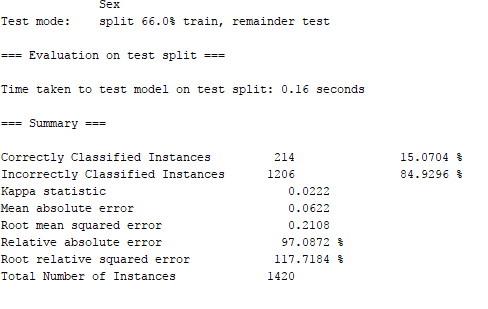 Sex
Test mode:    split 66.0% train, remainder test
=== Evaluation on test split ===
Time taken to test model on test split: 0.16 seconds
=== Summary ===
Correctly Classified Instances         214               15.0704 %
Incorrectly Classified Instances      1206               84.9296 %
Kappa statistic                          0.0222
Mean absolute error                      0.0622
Root mean squared error                  0.2108
Relative absolute error                 97.0872 %
Root relative squared error            117.7184 %
Total Number of Instances             1420